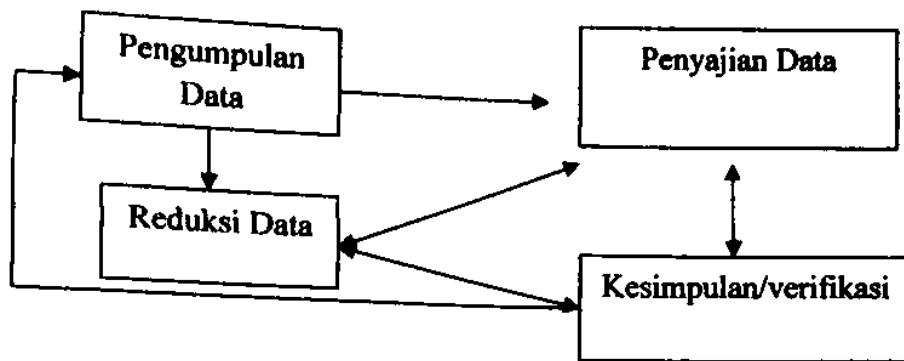 Pengumpulan
Data
Penyajian Data
Reduksi Data
Kesimpulan/verifikasi